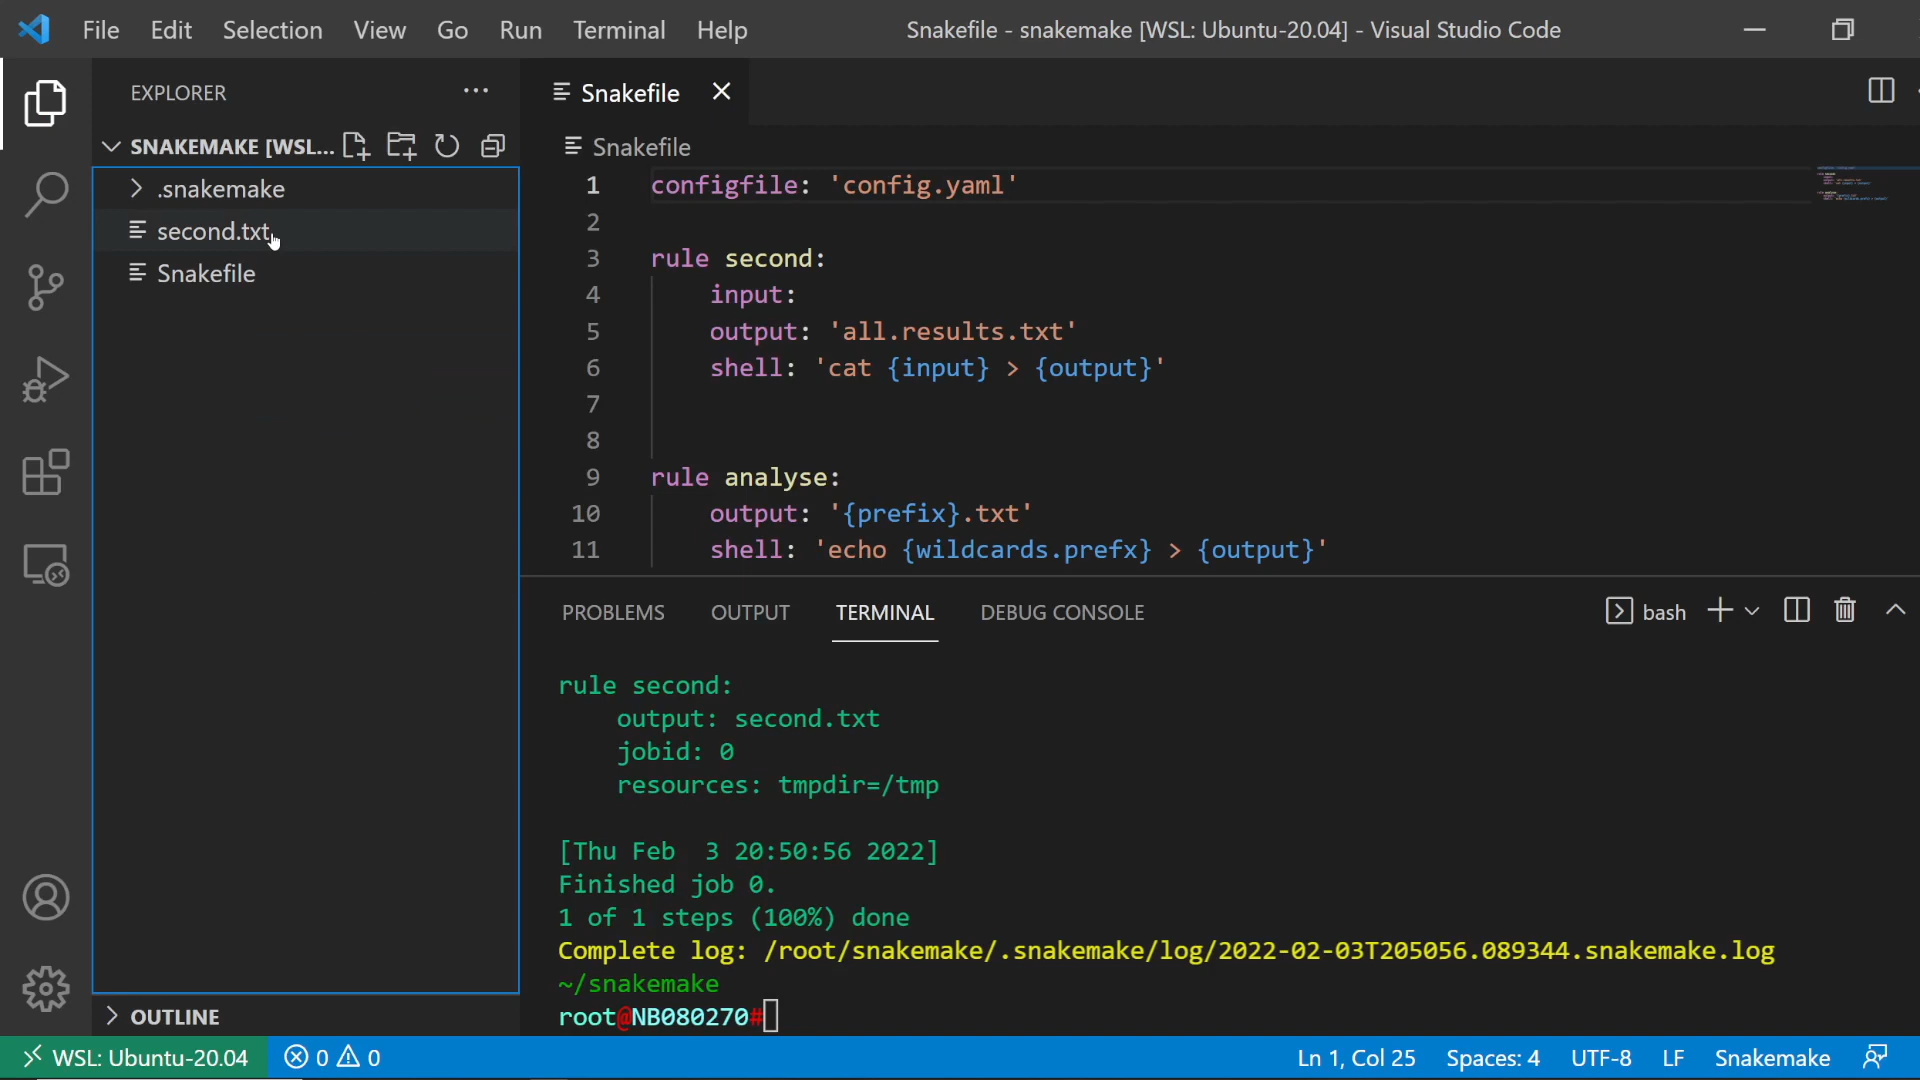 File Edit Selection View Go Run Terminal Help Snakefile - snakemake [WSL: Ubuntu-20.04] - Visual Studio Code
EXPLORER
SNAKEMAKE [WSL...
.snakemake
second.txt
Snakefile
OUTLINE
Snakefile
Snakefile
1 configfile: 'config.yaml'
2
3 rule second:
4 input:
5 output: 'all.results.txt'
6 shell: 'cat {input} > {output}'
7
8
9 rule analyse:
10 output: '{prefix}.txt'
11 shell: 'echo {wildcards.prefx} > {output}'
PROBLEMS OUTPUT TERMINAL DEBUG CONSOLE bash
rule second:
output: second.txt
jobid: 0
resources: tmpdir=/tmp
[Thu Feb  3 20:50:56 2022]
Finished job 0.
1 of 1 steps (100%) done
Complete log: /root/snakemake/.snakemake/log/2022-02-03T205056.089344.snakemake.log
~/snakemake
root@NB080270#
WSL: Ubuntu-20.04 0 0 Ln 1, Col 25 Spaces: 4 UTF-8 LF Snakemake